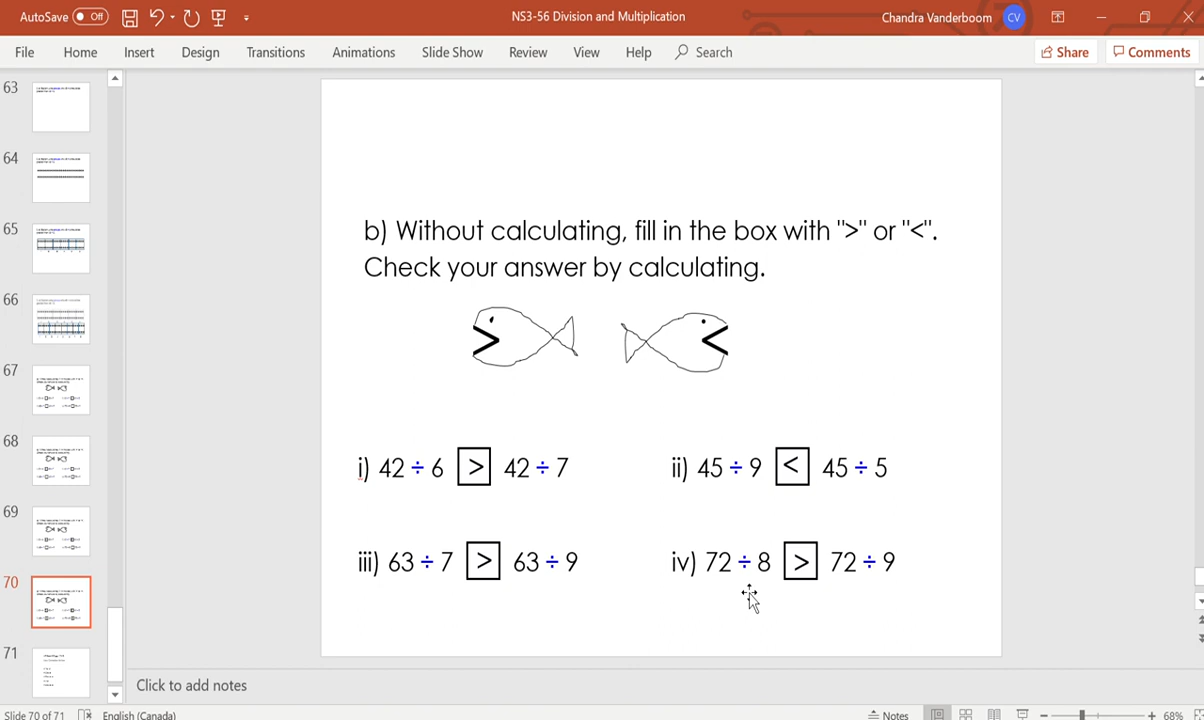 AutoSave Off NS3-56 Division and Multiplication Chandra Vanderboom CV
File Home Insert Design Transitions Animations Slide Show Review View Help Search Share Comments
63
64
65
66
67
68
69
70
71
b) Without calculating, fill in the box with ">" or "<".
Check your answer by calculating.
i) 42 ÷ 6 > 42 ÷ 7 ii) 45 ÷ 9 < 45 ÷ 5
iii) 63 ÷ 7 > 63 ÷ 9 iv) 72 ÷ 8 > 72 ÷ 9
Click to add notes
Slide 70 of 71 English (Canada) Notes 68%